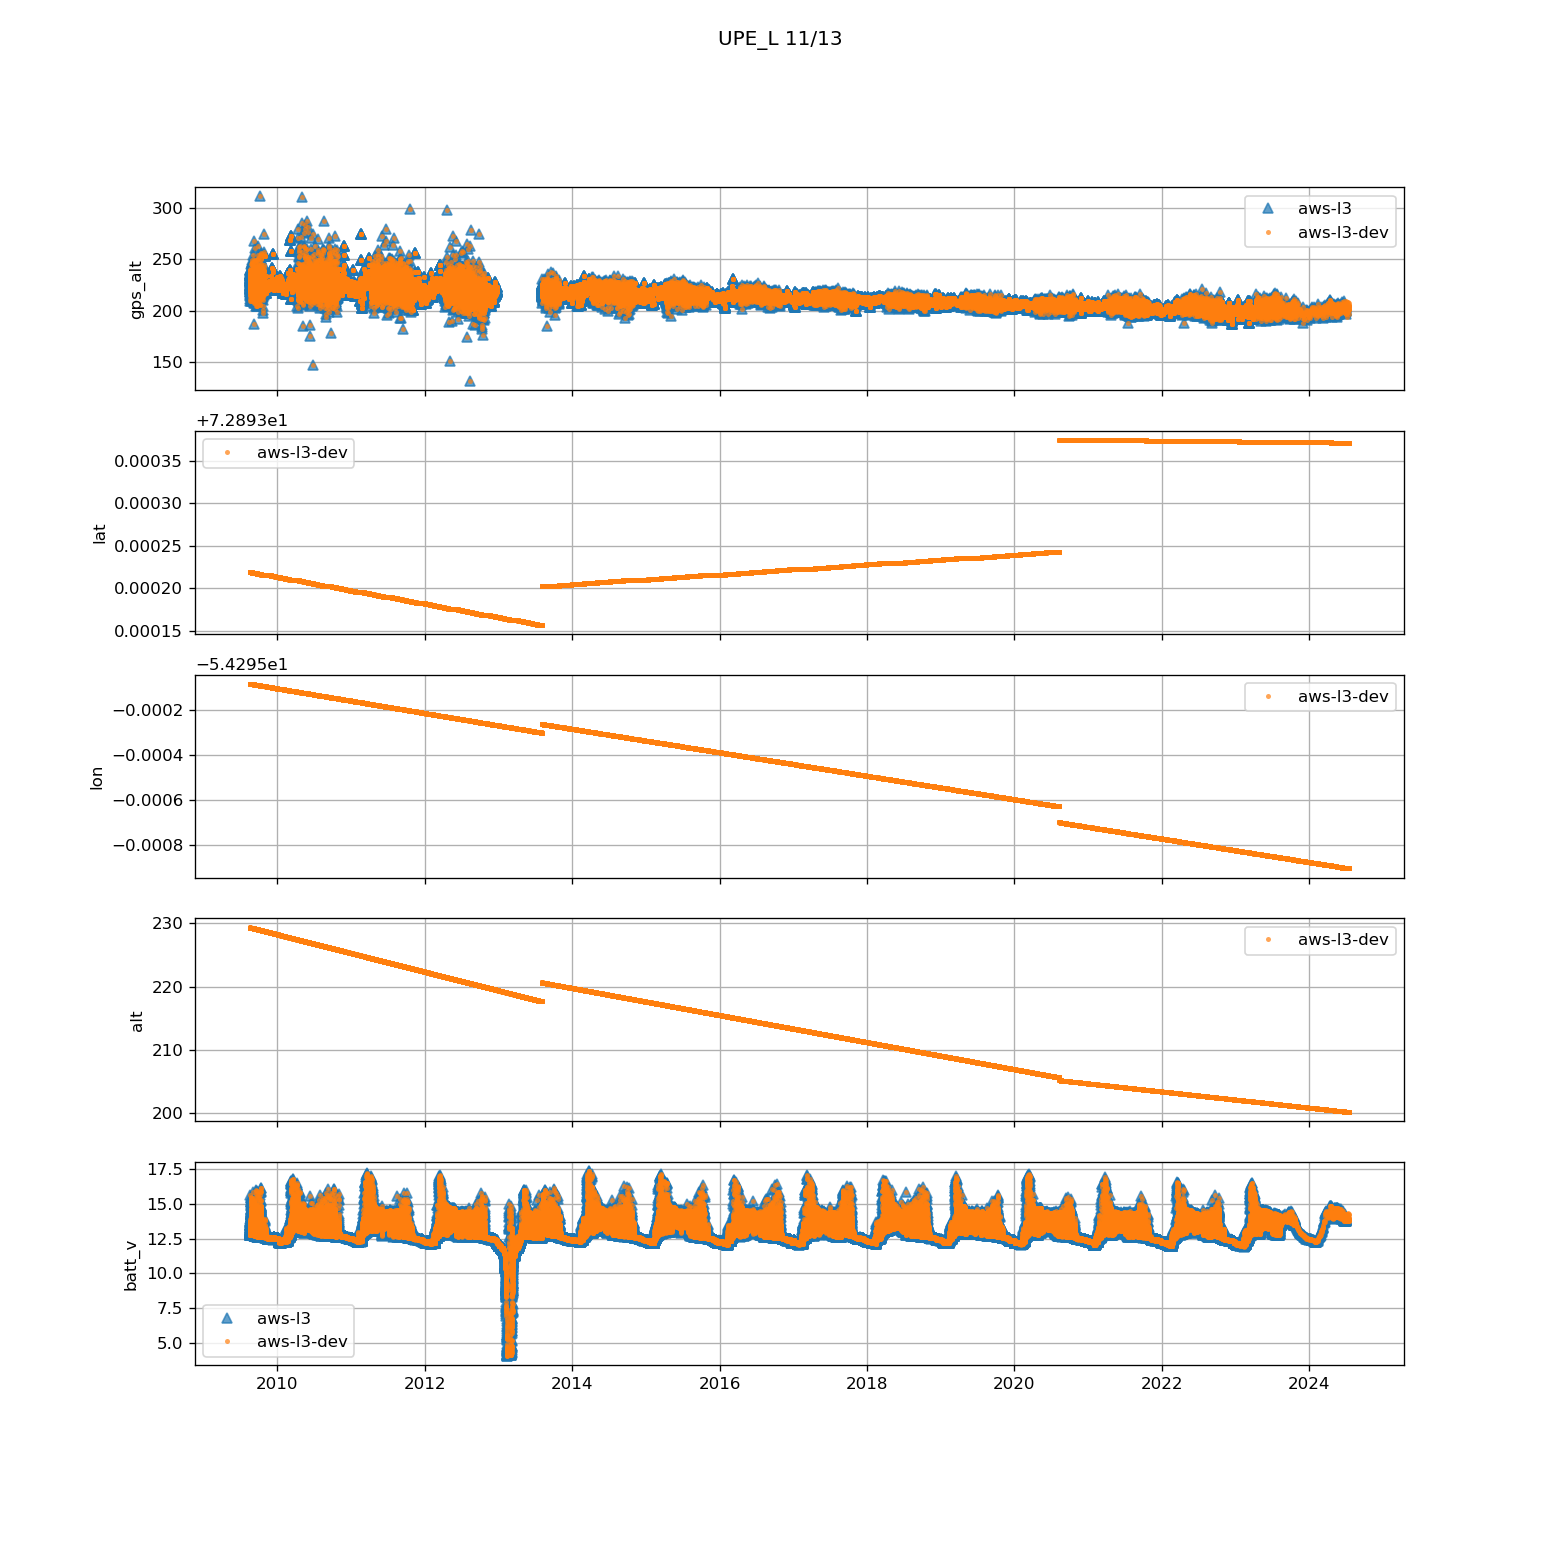 UPE_L 11/13
300
250
200
150
gps_alt
aws-l3
aws-l3-dev
+7.2893e1
0.00035
0.00030
0.00025
0.00020
0.00015
lat
aws-l3-dev
−5.4295e1
−0.0002
−0.0004
−0.0006
−0.0008
lon
aws-l3-dev
230
220
210
200
alt
aws-l3-dev
17.5
15.0
12.5
10.0
7.5
5.0
batt_v
aws-l3
aws-l3-dev
2010 2012 2014 2016 2018 2020 2022 2024